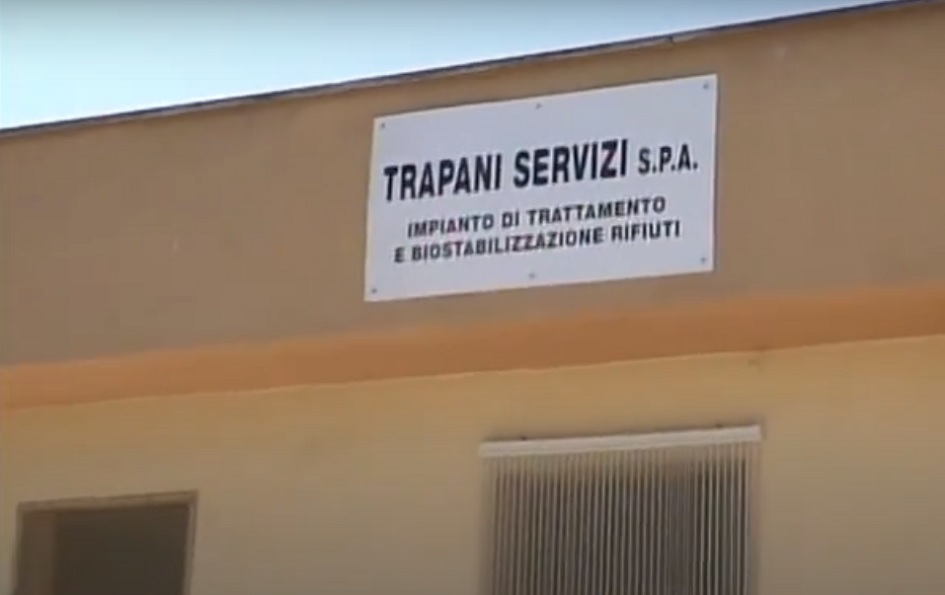 TRAPANI SERVIZI S.P.A.
IMPIANTO DI TRATTAMENTO
E BIOSTABILIZZAZIONE RIFIUTI